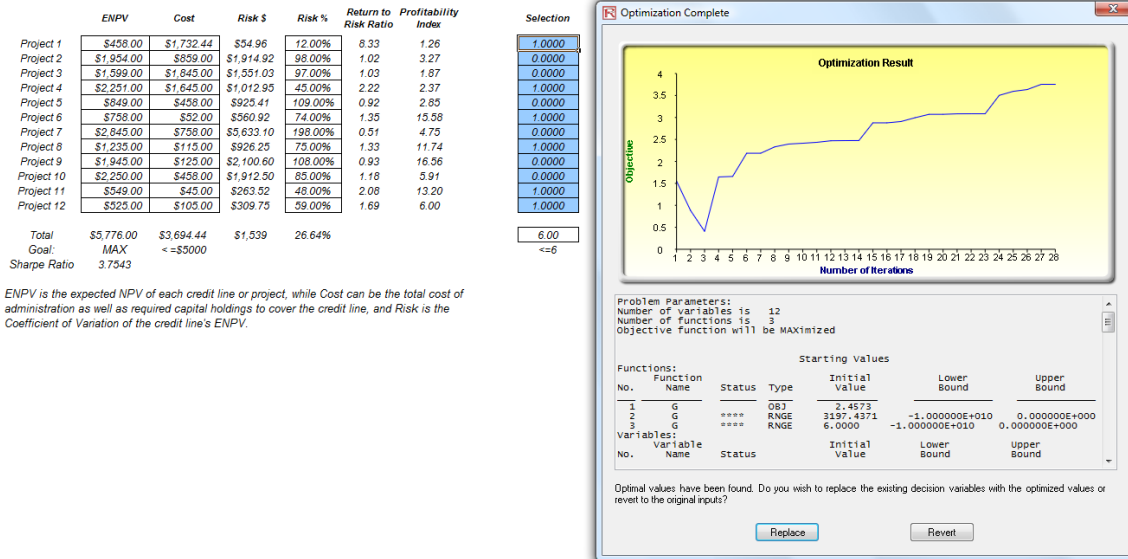 ENPV Cost Risk $ Risk % Return to Risk Ratio Profitability Index Selection
Project 1 $458.00 $1,732.44 $54.96 12.00% 8.33 1.26 1.0000
Project 2 $1,954.00 $859.00 $1,914.92 98.00% 1.02 3.27 0.0000
Project 3 $1,599.00 $1,845.00 $1,551.03 97.00% 1.03 1.87 0.0000
Project 4 $2,251.00 $1,645.00 $1,012.95 45.00% 2.22 2.37 1.0000
Project 5 $849.00 $458.00 $925.41 109.00% 0.92 2.85 0.0000
Project 6 $758.00 $52.00 $560.92 74.00% 1.35 15.58 1.0000
Project 7 $2,845.00 $758.00 $5,633.10 198.00% 0.51 4.75 0.0000
Project 8 $1,235.00 $115.00 $926.25 75.00% 1.33 11.74 1.0000
Project 9 $1,945.00 $125.00 $2,100.60 108.00% 0.93 16.56 0.0000
Project 10 $2,250.00 $458.00 $1,912.50 85.00% 1.18 5.91 0.0000
Project 11 $549.00 $45.00 $263.52 48.00% 2.08 13.20 1.0000
Project 12 $525.00 $105.00 $309.75 59.00% 1.69 6.00 1.0000
Total $5,776.00 $3,694.44 $1,539 26.64% 6.00
Goal: MAX <=$5000 <=6
Sharpe Ratio 3.7543
ENPV is the expected NPV of each credit line or project, while Cost can be the total cost of
administration as well as required capital holdings to cover the credit line, and Risk is the
Coefficient of Variation of the credit line's ENPV.
Optimization Complete
Optimization Result
Objective
4
3.5
3
2.5
2
1.5
1
0.5
0
1 2 3 4 5 6 7 8 9 10 11 12 13 14 15 16 17 18 19 20 21 22 23 24 25 26 27 28
Number of Iterations
Problem Parameters:
Number of variables is 12
Number of functions is 3
Objective function will be MAXimized
Starting Values
Functions:
Function Initial Lower Upper
No. Name Status Type Value Bound Bound
1 G OBJ 2.4573
2 G **** RNGE 3197.4371 -1.000000E+010 0.000000E+000
3 G **** RNGE 6.0000 -1.000000E+010 0.000000E+000
Variables:
Variable Initial Lower Upper
No. Name Status Value Bound Bound
Optimal values have been found. Do you wish to replace the existing decision variables with the optimized values or
revert to the original inputs?
Replace Revert